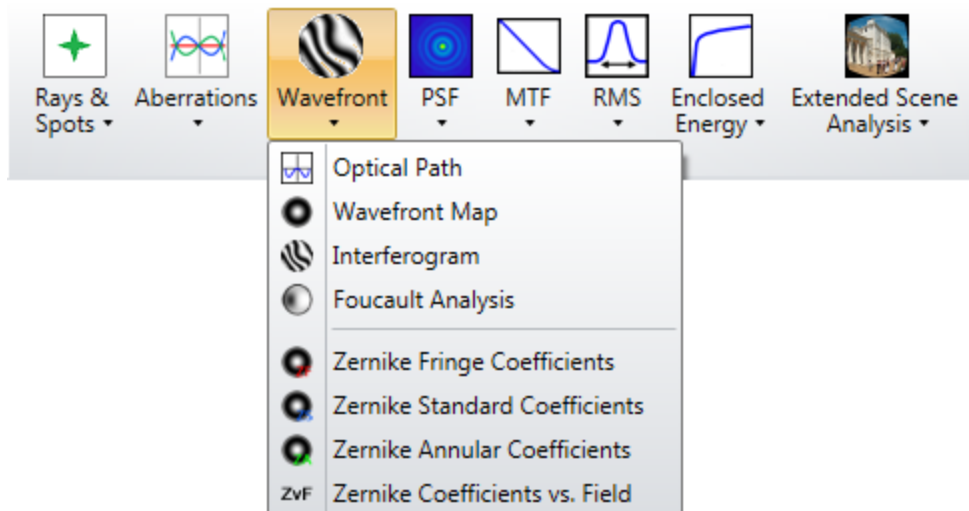 Rays & Spots
Aberrations
Wavefront
PSF
MTF
RMS
Enclosed Energy
Extended Scene Analysis
Optical Path
Wavefront Map
Interferogram
Foucault Analysis
Zernike Fringe Coefficients
Zernike Standard Coefficients
Zernike Annular Coefficients
ZvF Zernike Coefficients vs. Field